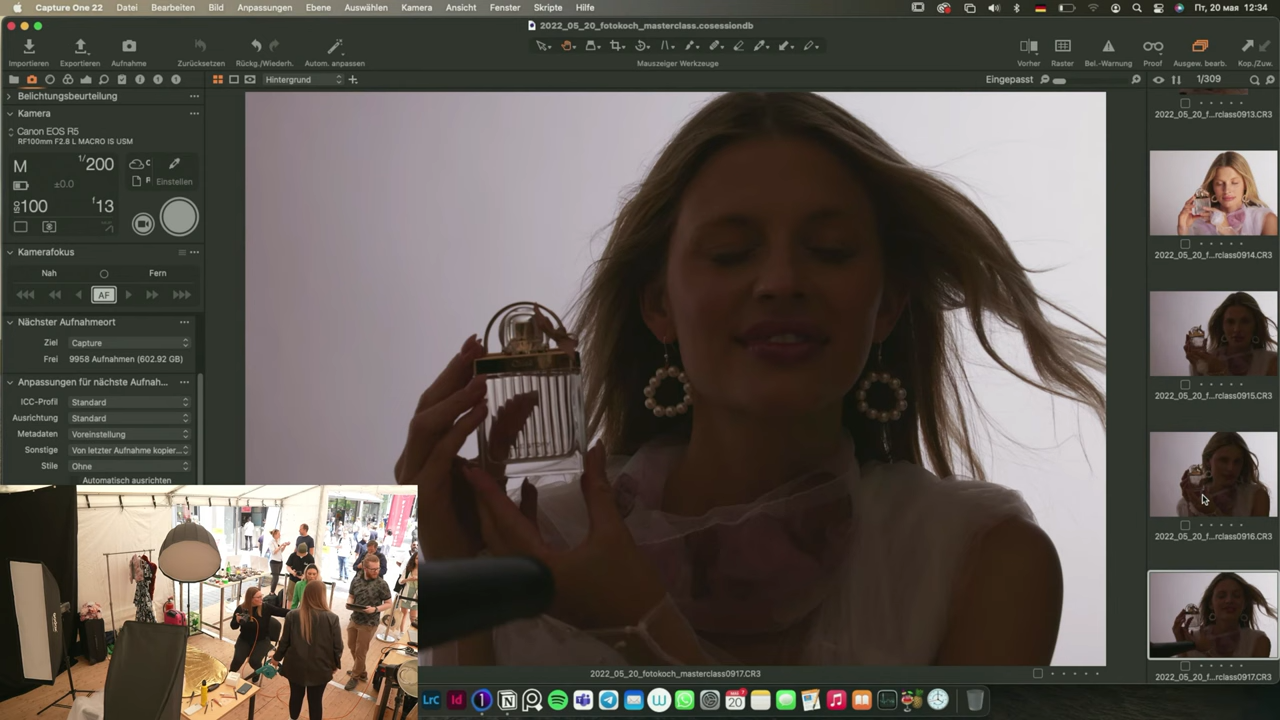 Capture One 22 Datei Bearbeiten Bild Anpassungen Ebene Auswählen Kamera Ansicht Fenster Skripte Hilfe Пт, 20 мая 12:34
2022_05_20_fotokoch_masterclass.cosessiondb
Importieren Exportieren Aufnahme Zurücksetzen Rückg./Wiederh. Autom. anpassen Mauszeiger Werkzeuge Vorher Raster Bel.-Warnung Proof Ausgew. bearb. Kop./Zuw.
Hintergrund Eingepasst 1/309
Belichtungsbeurteilung
Kamera
Canon EOS R5
RF100mm F2.8 L MACRO IS USM
M 1/200 C
±0.0 Einstellen
ISO 100 f13
Kamerafokus
Nah Fern
AF
Nächster Aufnahmeort
Ziel Capture
Frei 9958 Aufnahmen (602.92 GB)
Anpassungen für nächste Aufnah...
ICC-Profil Standard
Ausrichtung Standard
Metadaten Voreinstellung
Sonstige Von letzter Aufnahme kopier...
Stile Ohne
Automatisch ausrichten
2022_05_20_f...rclass0913.CR3
2022_05_20_f...rclass0914.CR3
2022_05_20_f...rclass0915.CR3
2022_05_20_f...rclass0916.CR3
2022_05_20_f...rclass0917.CR3
2022_05_20_fotokoch_masterclass0917.CR3
Lrc Id 20